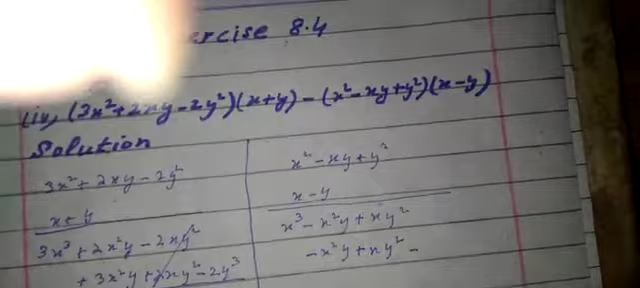 ercise 8.4
(iv) (3x²+2xy-2y²)(x+y)-(x²-xy+y²)(x-y)
Solution
3x²+2xy-2y²
x+y
3x³+2x²y-2xy²
+3x²y+2xy²-2y³
x²-xy+y²
x-y
x³-x²y+xy²
-x²y+xy²-